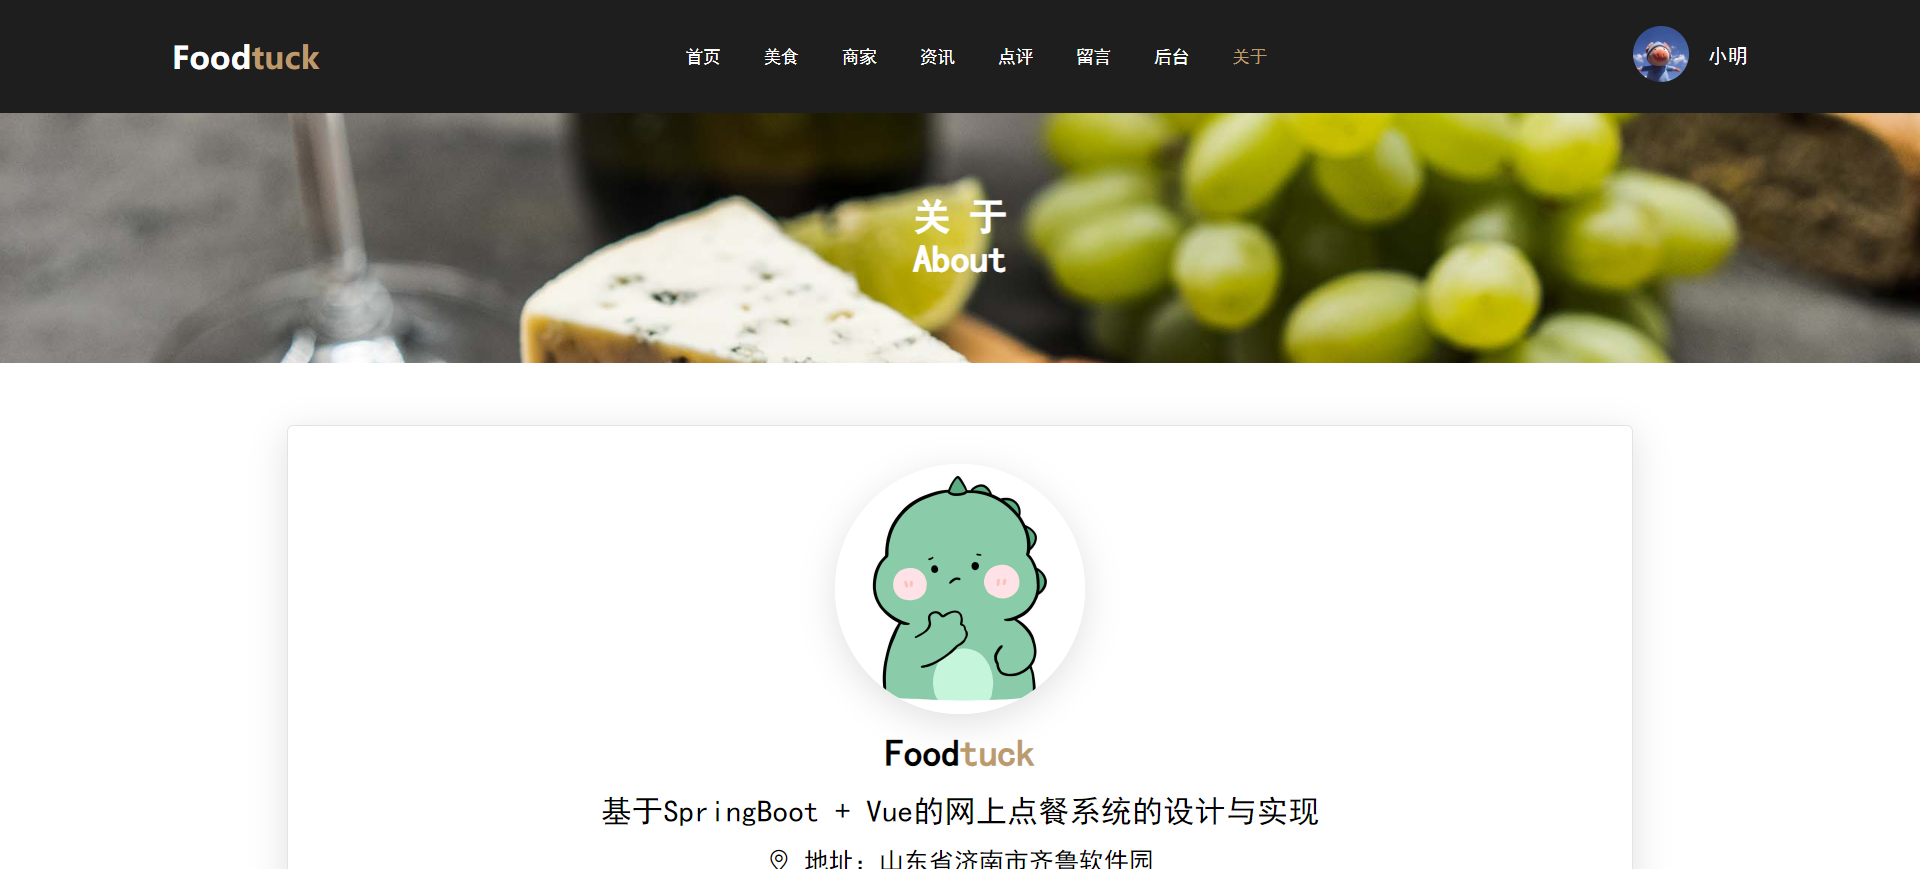 Foodtuck
首页 美食 商家 资讯 点评 留言 后台 关于
小明
关 于
About
Foodtuck
基于SpringBoot + Vue的网上点餐系统的设计与实现
地址：山东省济南市齐鲁软件园